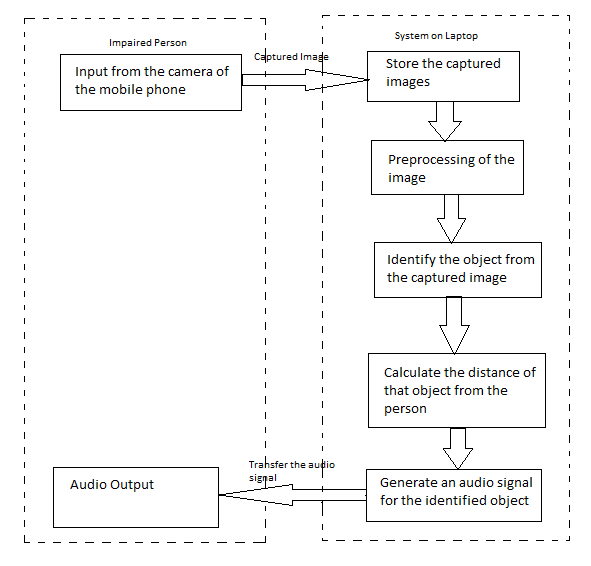 Impaired Person
System on Laptop
Input from the camera of
the mobile phone
Captured Image
Store the captured
images
Preprocessing of the
image
Identify the object from
the captured image
Calculate the distance of
that object from the
person
Generate an audio signal
for the identified object
Transfer the audio
signal
Audio Output